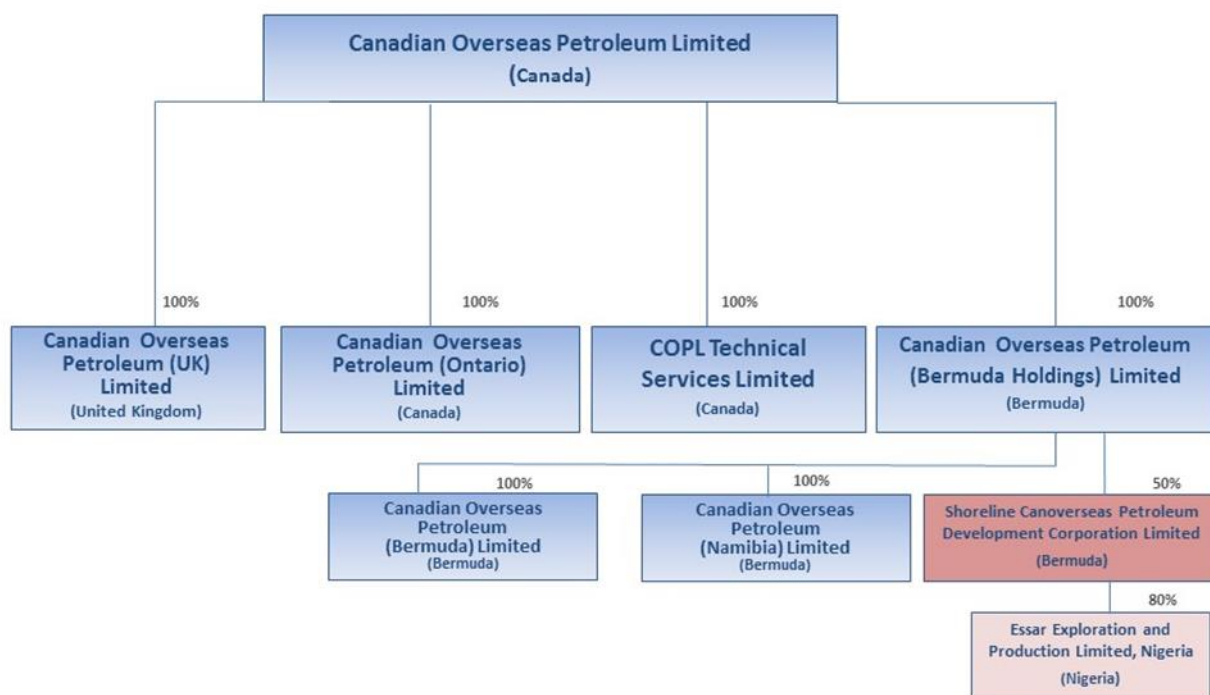 Canadian Overseas Petroleum Limited
(Canada)
100%
100%
100%
100%
Canadian Overseas
Petroleum (UK)
Limited
(United Kingdom)
Canadian Overseas
Petroleum (Ontario)
Limited
(Canada)
COPL Technical
Services Limited
(Canada)
Canadian Overseas Petroleum
(Bermuda Holdings) Limited
(Bermuda)
100%
100%
50%
Canadian Overseas
Petroleum
(Bermuda) Limited
(Bermuda)
Canadian Overseas
Petroleum
(Namibia) Limited
(Bermuda)
Shoreline Canoverseas Petroleum
Development Corporation Limited
(Bermuda)
80%
Essar Exploration and
Production Limited, Nigeria
(Nigeria)